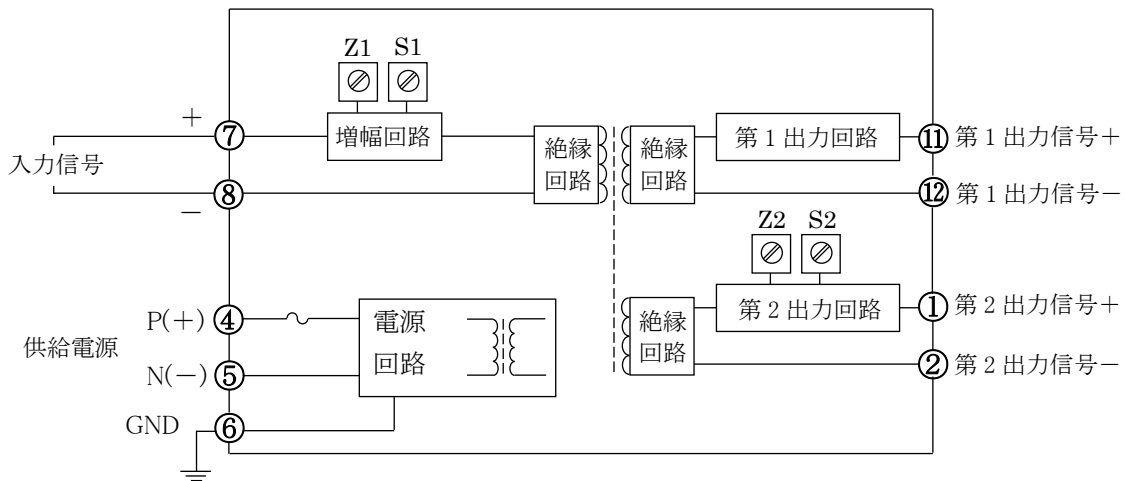 Z1 S1
+
⑦
増幅回路
入力信号
⑧
−
絶縁
回路
絶縁
回路
第1出力回路
⑪ 第1出力信号+
⑫ 第1出力信号−
Z2 S2
第2出力回路
① 第2出力信号+
絶縁
回路
② 第2出力信号−
P(+) ④
供給電源
N(−) ⑤
GND ⑥
電源
回路